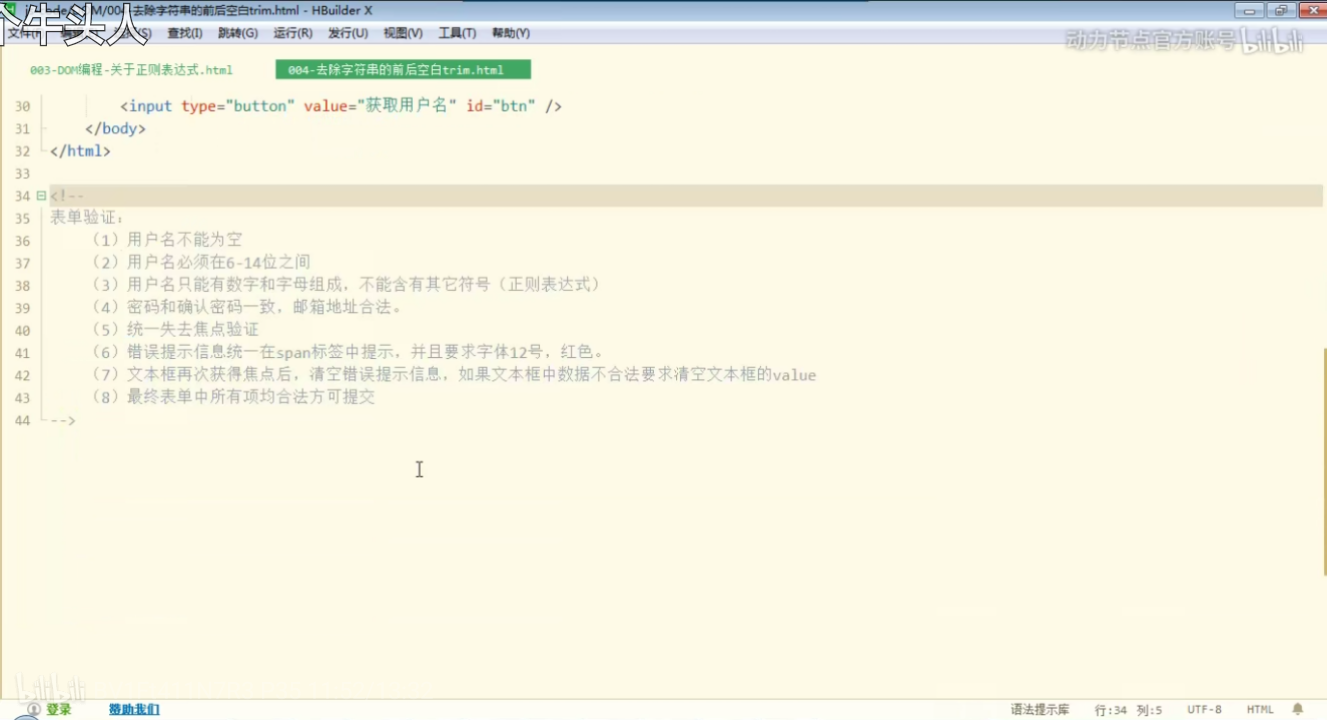 004-去除字符串的前后空白trim.html - HBuilder X
个牛头人
查找(I) 跳转(G) 运行(R) 发行(U) 视图(V) 工具(T) 帮助(Y)
动力节点官方账号 bilibili
003-DOM编程-关于正则表达式.html 004-去除字符串的前后空白trim.html
30 <input type="button" value="获取用户名" id="btn" />
31 </body>
32 </html>
33
34 <!--
35 表单验证：
36 （1）用户名不能为空
37 （2）用户名必须在6-14位之间
38 （3）用户名只能有数字和字母组成，不能含有其它符号（正则表达式）
39 （4）密码和确认密码一致，邮箱地址合法。
40 （5）统一失去焦点验证
41 （6）错误提示信息统一在span标签中提示，并且要求字体12号，红色。
42 （7）文本框再次获得焦点后，清空错误提示信息，如果文本框中数据不合法要求清空文本框的value
43 （8）最终表单中所有项均合法方可提交
44 -->
bilibili
登录 赞助我们 语法提示库 行:34 列:5 UTF-8 HTML